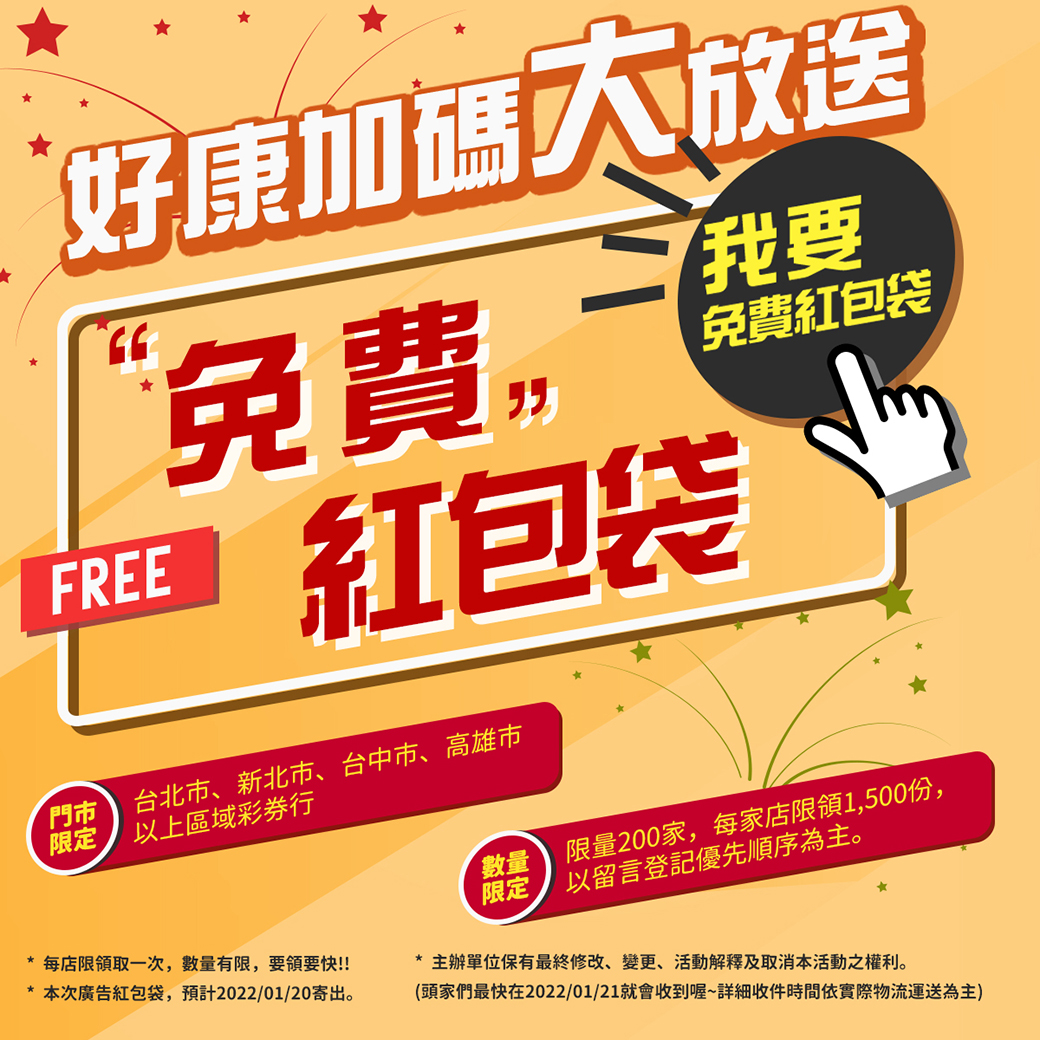 好康加碼大放送
我要
免費紅包袋
“免費”
紅包袋
FREE
門市
限定
台北市、新北市、台中市、高雄市
以上區域彩券行
數量
限定
限量200家，每家店限領1,500份，
以留言登記優先順序為主。
* 每店限領取一次，數量有限，要領要快!!
* 本次廣告紅包袋，預計2022/01/20寄出。
* 主辦單位保有最終修改、變更、活動解釋及取消本活動之權利。
(頭家們最快在2022/01/21就會收到喔~詳細收件時間依實際物流運送為主)